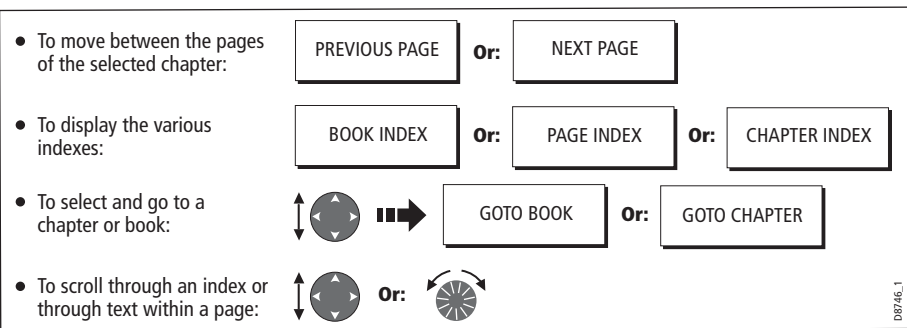 • To move between the pages
of the selected chapter:
PREVIOUS PAGE Or: NEXT PAGE
• To display the various
indexes:
BOOK INDEX Or: PAGE INDEX Or: CHAPTER INDEX
• To select and go to a
chapter or book:
GOTO BOOK Or: GOTO CHAPTER
• To scroll through an index or
through text within a page:
Or:
D8746_1